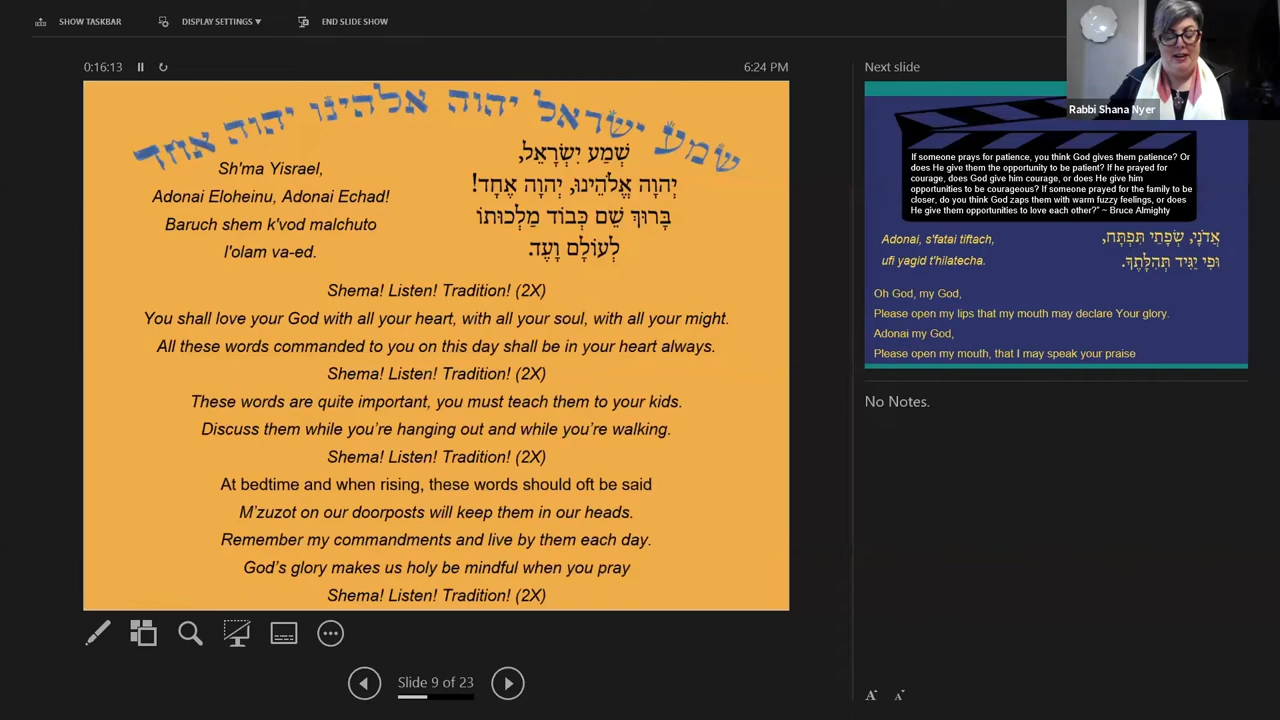 SHOW TASKBAR
DISPLAY SETTINGS
END SLIDE SHOW
0:16:13
6:24 PM
שמע ישראל יהוה אלהינו יהוה אחד
Sh'ma Yisrael,
Adonai Eloheinu, Adonai Echad!
Baruch shem k'vod malchuto
l'olam va-ed.
שְׁמַע יִשְׂרָאֵל,
יְהוָה אֱלֹהֵינוּ, יְהוָה אֶחָד!
בָּרוּךְ שֵׁם כְּבוֹד מַלְכוּתוֹ
לְעוֹלָם וָעֶד.
Shema! Listen! Tradition! (2X)
You shall love your God with all your heart, with all your soul, with all your might.
All these words commanded to you on this day shall be in your heart always.
Shema! Listen! Tradition! (2X)
These words are quite important, you must teach them to your kids.
Discuss them while you're hanging out and while you're walking.
Shema! Listen! Tradition! (2X)
At bedtime and when rising, these words should oft be said
M'zuzot on our doorposts will keep them in our heads.
Remember my commandments and live by them each day.
God's glory makes us holy be mindful when you pray
Shema! Listen! Tradition! (2X)
Slide 9 of 23
Next slide
Rabbi Shana Nyer
If someone prays for patience, you think God gives them patience? Or
does He give them the opportunity to be patient? If he prayed for
courage, does God give him courage, or does He give him
opportunities to be courageous? If someone prayed for the family to be
closer, do you think God zaps them with warm fuzzy feelings, or does
He give them opportunities to love each other?" ~ Bruce Almighty
Adonai, s'fatai tiftach,
ufi yagid t'hilatecha.
אֲדֹנָי, שְׂפָתַי תִּפְתָּח,
וּפִי יַגִּיד תְּהִלָּתֶךָ.
Oh God, my God,
Please open my lips that my mouth may declare Your glory.
Adonai my God,
Please open my mouth, that I may speak your praise
No Notes.
A A